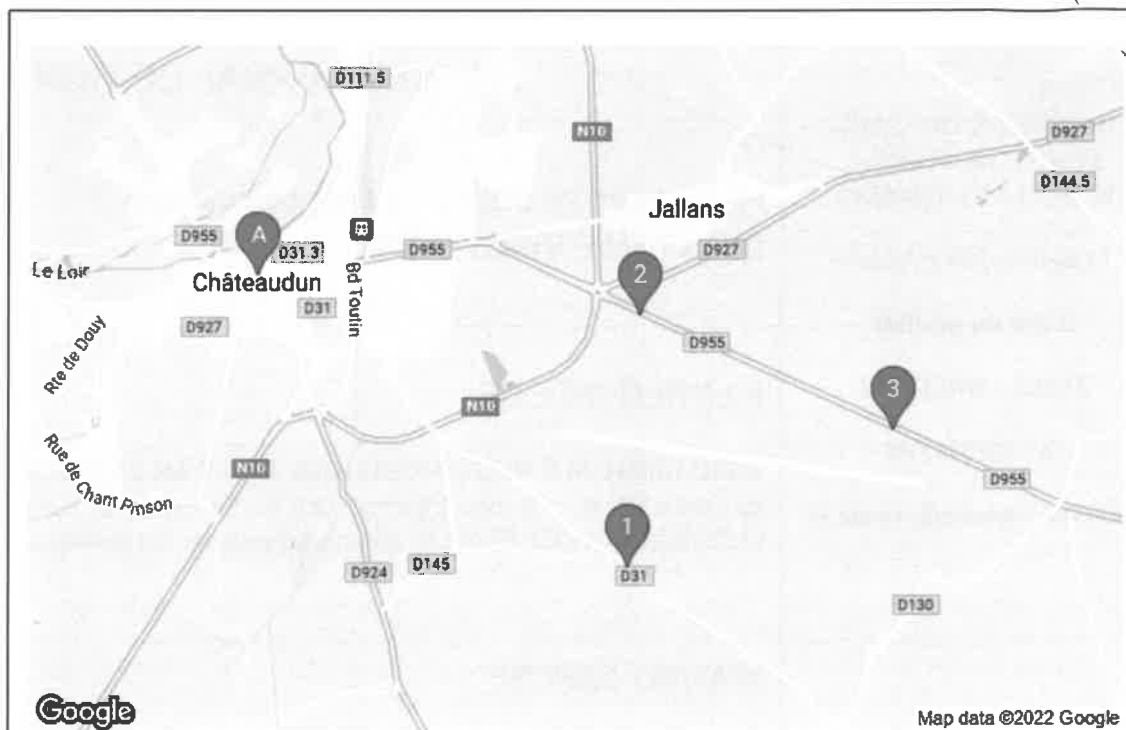 D111.5
N10
D927
D144.5
Jallans
D955
A
D31.3
D955
D927
Le Loir
Châteaudun
2
Bd Toutin
D31
D927
D955
Rte de Douy
3
N10
N10
D955
Rue de Chant Pinson
1
D924
D145
D31
D130
Google
Map data ©2022 Google